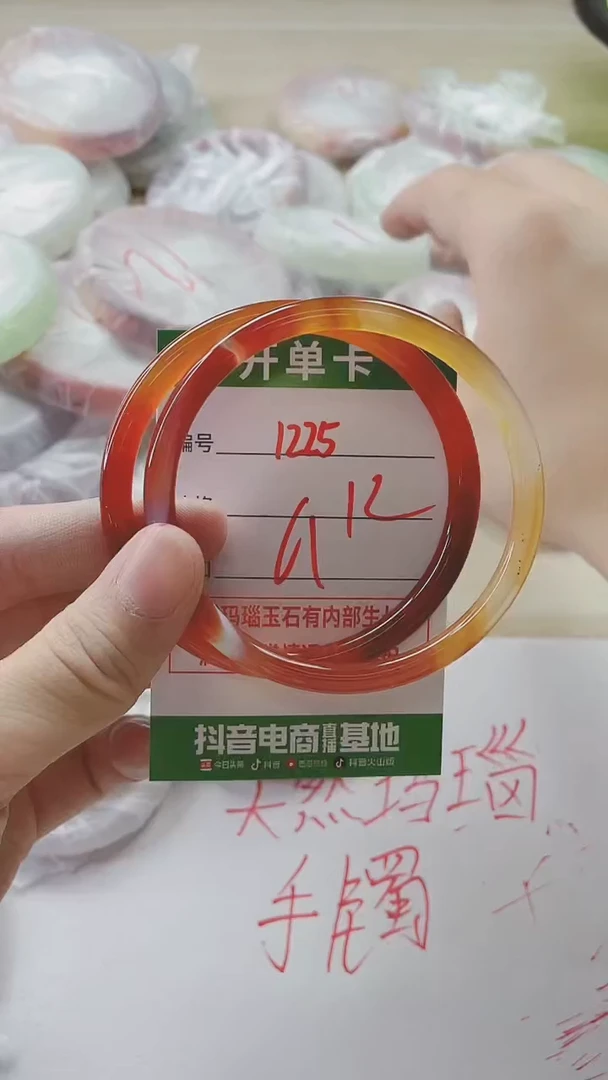 开单卡
编号 1225
12
玛瑙玉石有内部生
抖音电商直播基地
今日头条 抖音 西瓜视频 抖音火山版
天然玛瑙
手镯